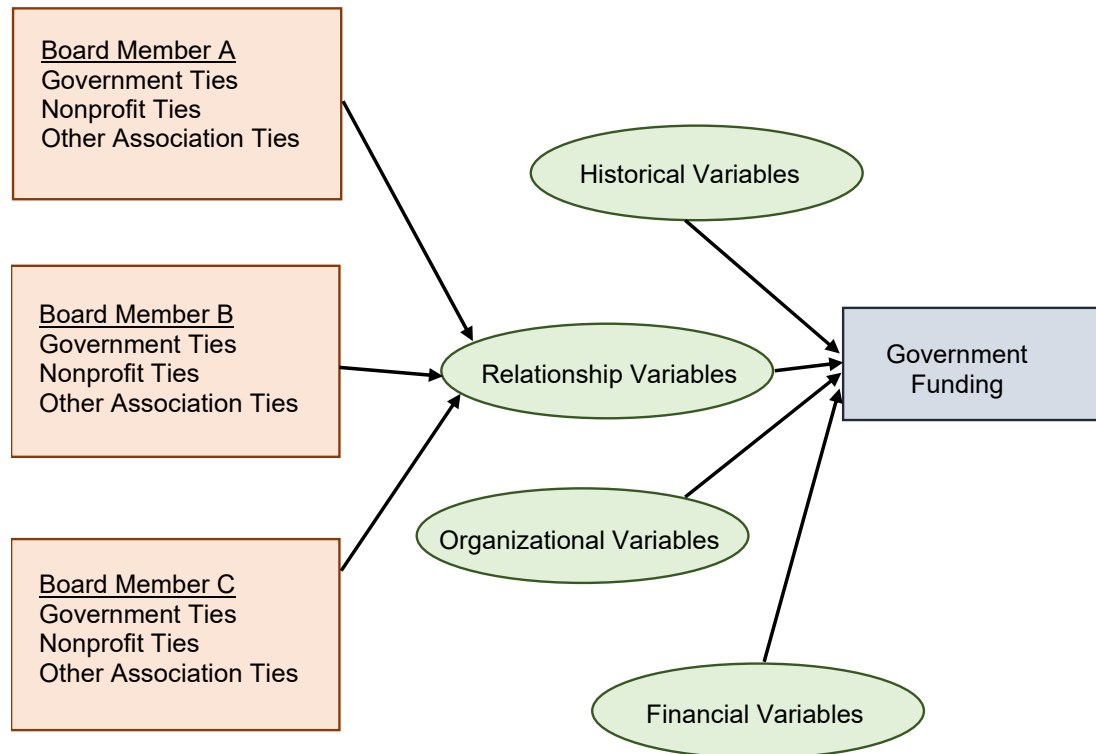 Board Member A
Government Ties
Nonprofit Ties
Other Association Ties
Historical Variables
Board Member B
Government Ties
Nonprofit Ties
Other Association Ties
Relationship Variables
Government
Funding
Organizational Variables
Board Member C
Government Ties
Nonprofit Ties
Other Association Ties
Financial Variables